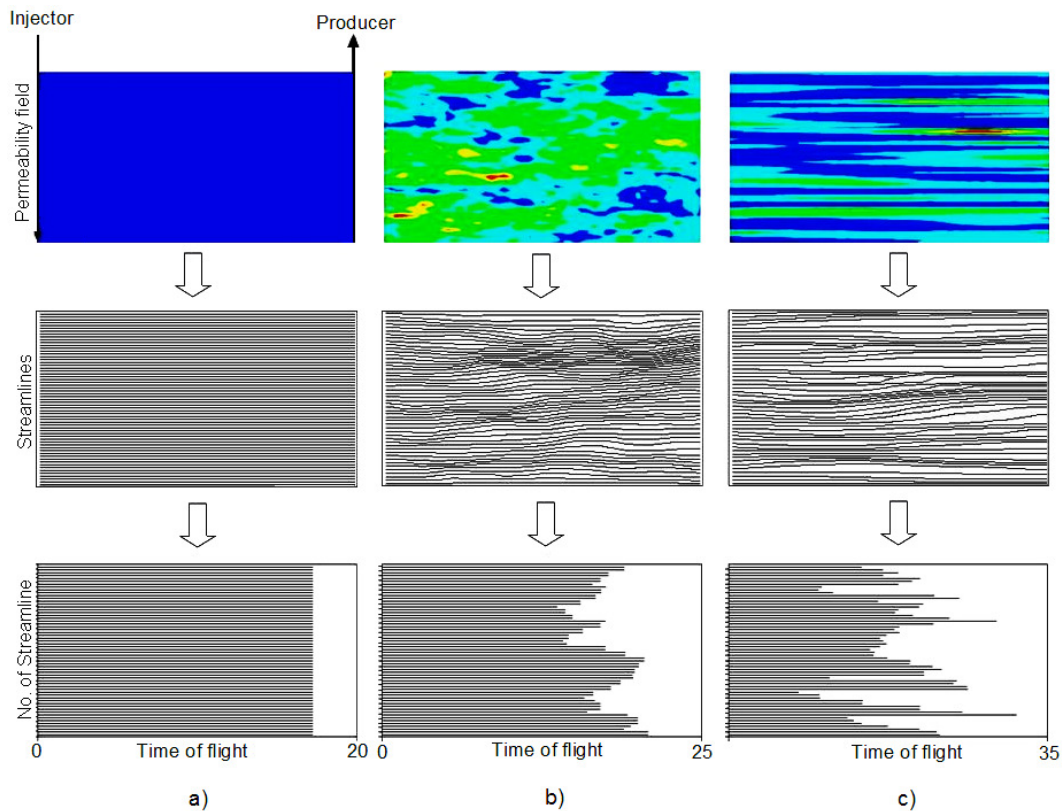 Injector
Producer
Permeability field
Streamlines
No. of Streamline
0 Time of flight 20
0 Time of flight 25
Time of flight 35
a)
b)
c)